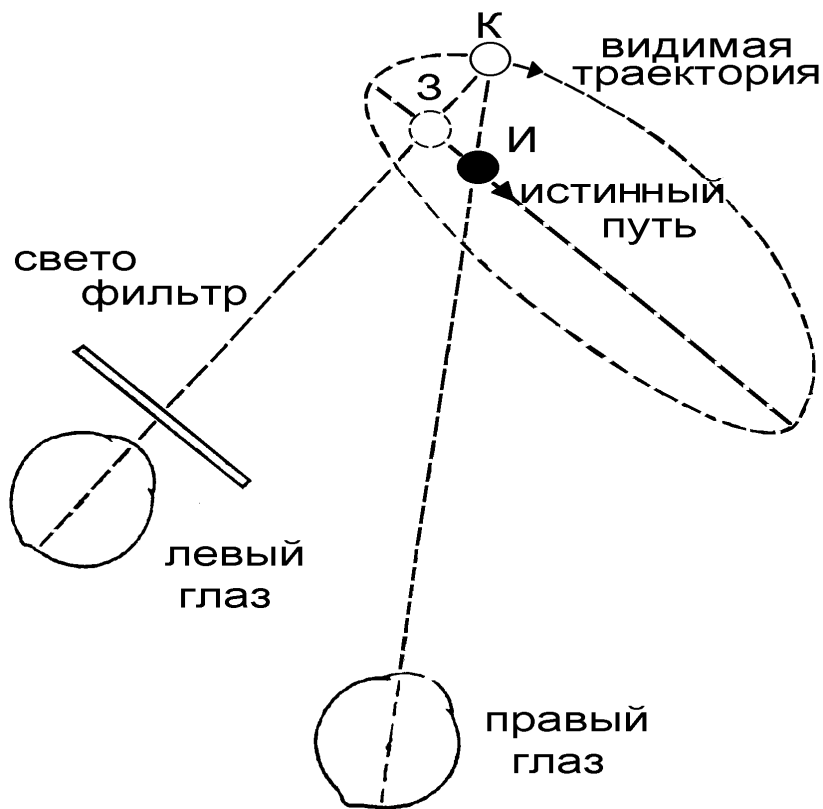 К
видимая
траектория
З
И
истинный
путь
свето
фильтр
левый
глаз
правый
глаз